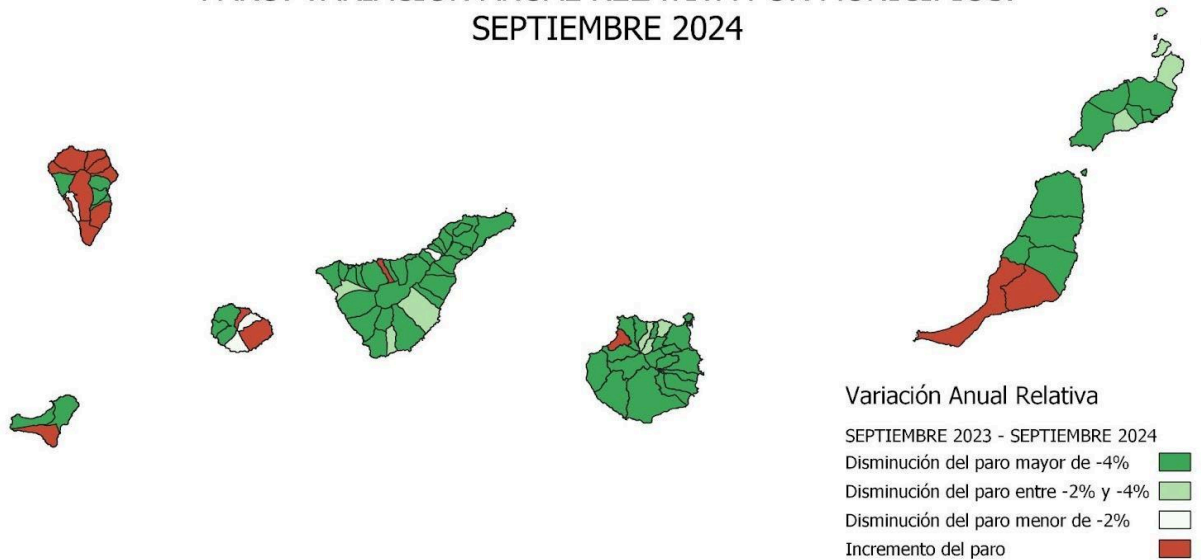 SEPTIEMBRE 2024
Variación Anual Relativa
SEPTIEMBRE 2023 - SEPTIEMBRE 2024
Disminución del paro mayor de -4%
Disminución del paro entre -2% y -4%
Disminución del paro menor de -2%
Incremento del paro